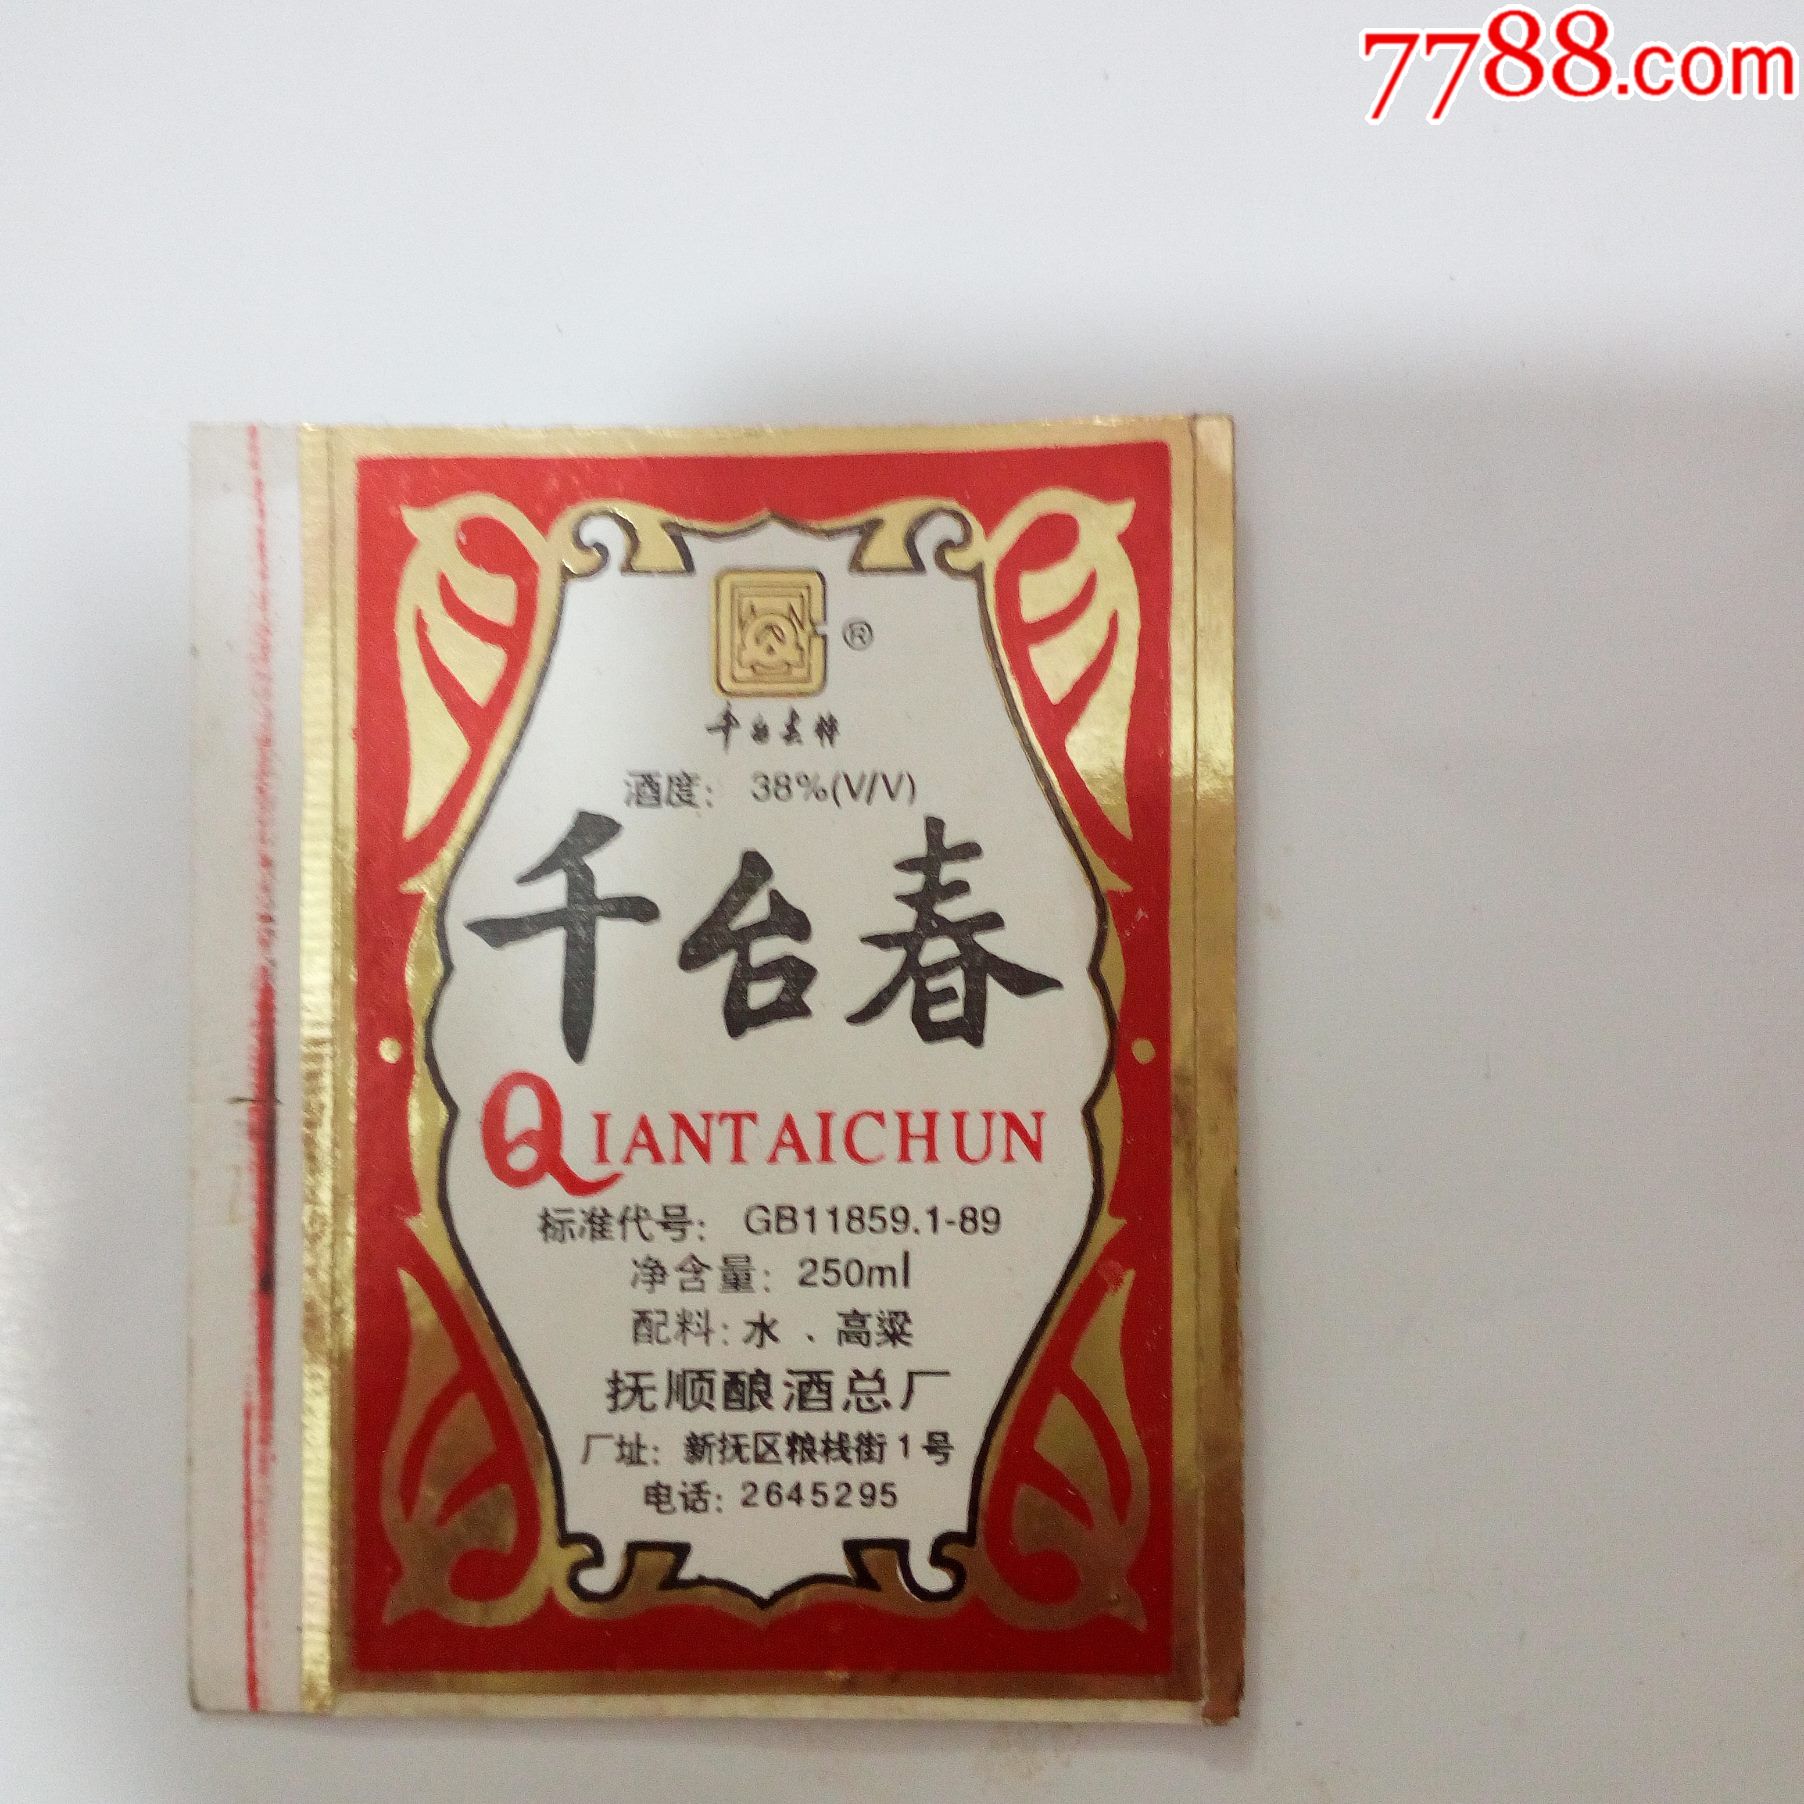 7788.com
®
酒度: 38%(V/V)
千台春
QIANTAICHUN
标准代号: GB11859.1-89
净含量: 250ml
配料: 水、高粱
抚顺酿酒总厂
厂址: 新抚区粮栈街1号
电话: 2645295